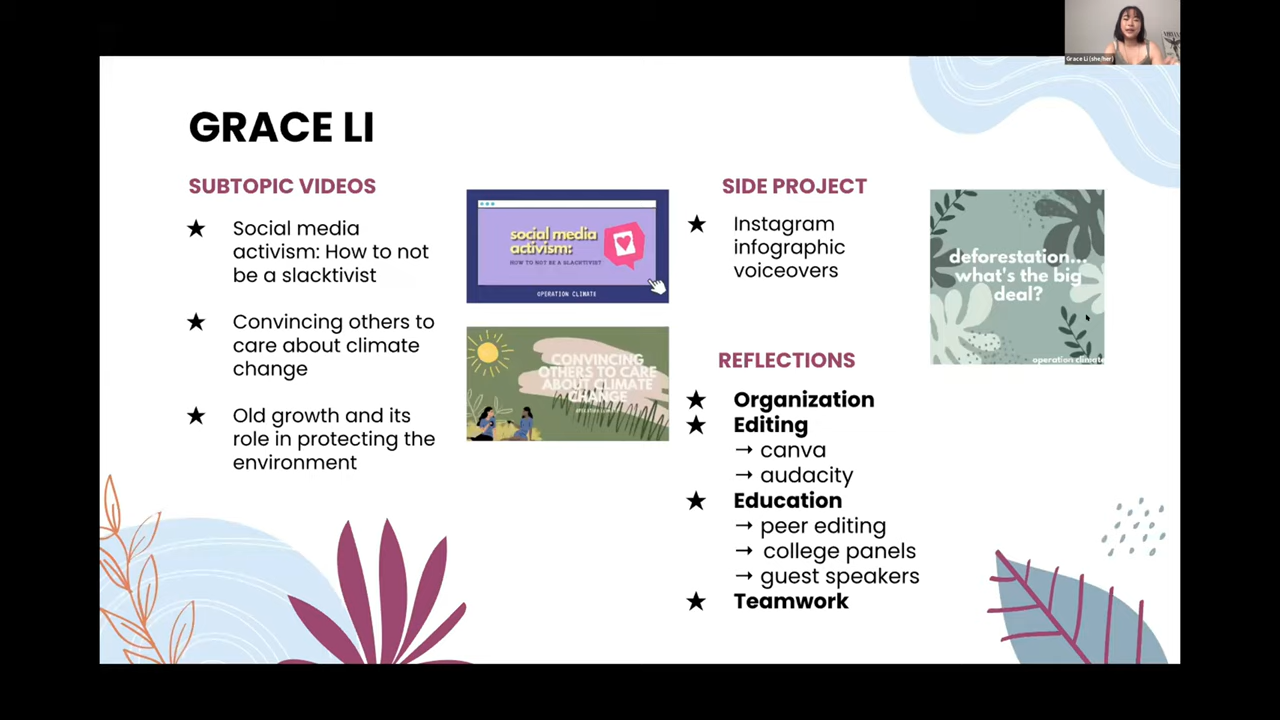 Grace Li (she/her)
GRACE LI
SUBTOPIC VIDEOS
★ Social media
activism: How to not
be a slacktivist
★ Convincing others to
care about climate
change
★ Old growth and its
role in protecting the
environment
social media
activism:
HOW TO NOT BE A SLACKTIVIST
OPERATION CLIMATE
CONVINCING
OTHERS TO CARE
ABOUT CLIMATE
CHANGE
SIDE PROJECT
★ Instagram
infographic
voiceovers
deforestation...
what's the big
deal?
operation climate
REFLECTIONS
★ Organization
★ Editing
→ canva
→ audacity
★ Education
→ peer editing
→ college panels
→ guest speakers
★ Teamwork